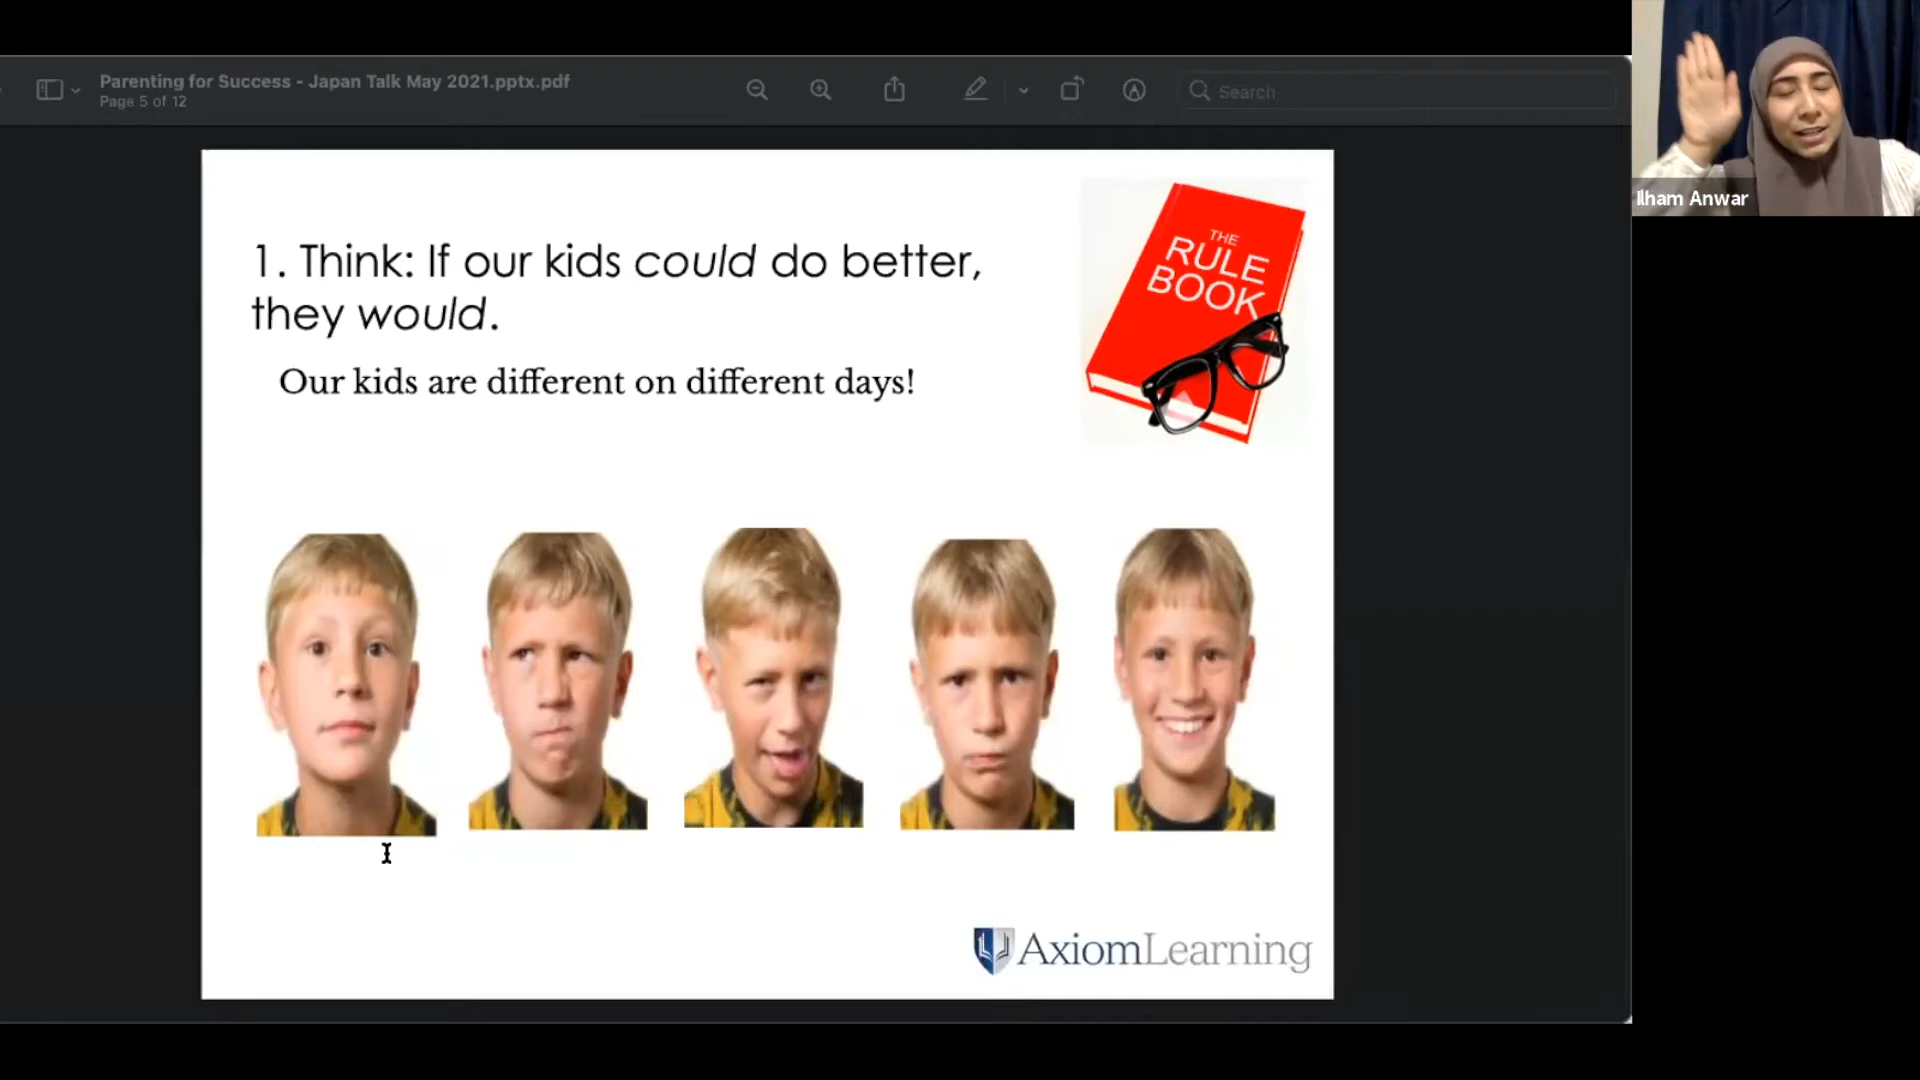 Parenting for Success - Japan Talk May 2021.pptx.pdf
Page 5 of 12
Search
Ilham Anwar
1. Think: If our kids could do better,
they would.
Our kids are different on different days!
THE
RULE
BOOK
AxiomLearning